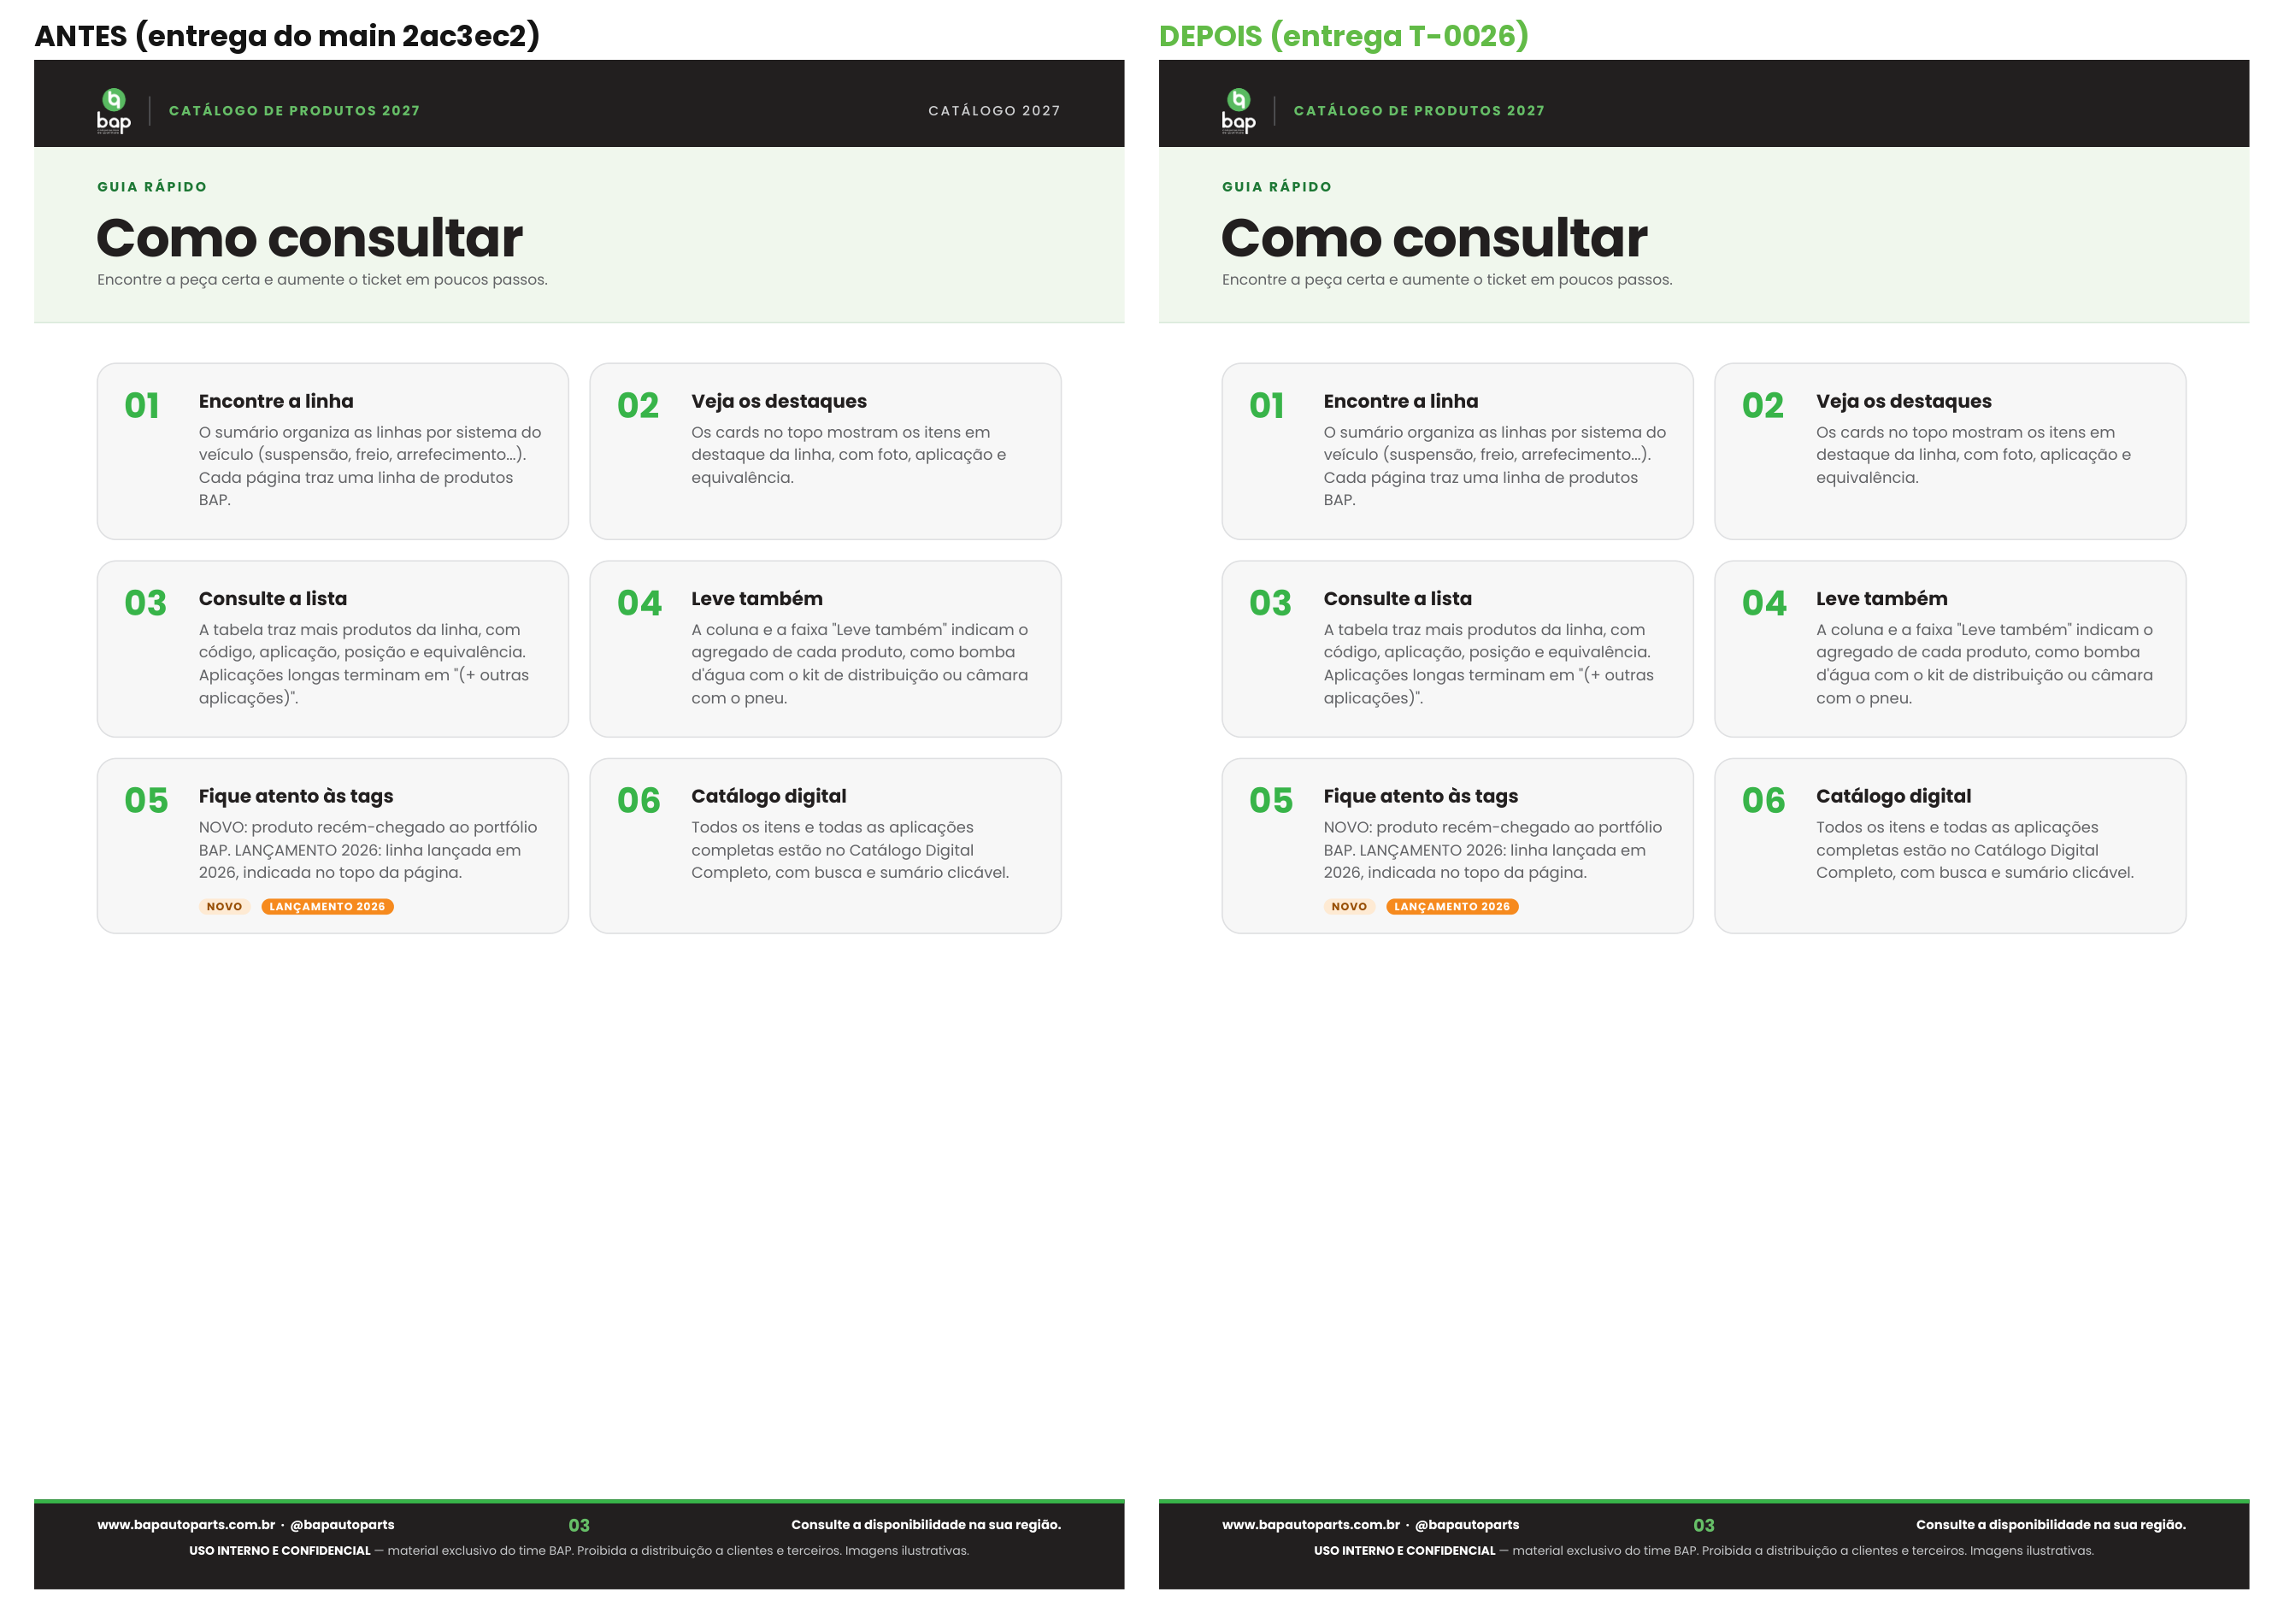 ANTES (entrega do main 2ac3ec2)
bap
CATÁLOGO DE PRODUTOS 2027
CATÁLOGO 2027
GUIA RÁPIDO
Como consultar
Encontre a peça certa e aumente o ticket em poucos passos.
01
Encontre a linha
O sumário organiza as linhas por sistema do
veículo (suspensão, freio, arrefecimento...).
Cada página traz uma linha de produtos
BAP.
02
Veja os destaques
Os cards no topo mostram os itens em
destaque da linha, com foto, aplicação e
equivalência.
03
Consulte a lista
A tabela traz mais produtos da linha, com
código, aplicação, posição e equivalência.
Aplicações longas terminam em "(+ outras
aplicações)".
04
Leve também
A coluna e a faixa "Leve também" indicam o
agregado de cada produto, como bomba
d'água com o kit de distribuição ou câmara
com o pneu.
05
Fique atento às tags
NOVO: produto recém-chegado ao portfólio
BAP. LANÇAMENTO 2026: linha lançada em
2026, indicada no topo da página.
NOVO LANÇAMENTO 2026
06
Catálogo digital
Todos os itens e todas as aplicações
completas estão no Catálogo Digital
Completo, com busca e sumário clicável.
www.bapautoparts.com.br · @bapautoparts
03
Consulte a disponibilidade na sua região.
USO INTERNO E CONFIDENCIAL — material exclusivo do time BAP. Proibida a distribuição a clientes e terceiros. Imagens ilustrativas.
DEPOIS (entrega T-0026)
bap
CATÁLOGO DE PRODUTOS 2027
GUIA RÁPIDO
Como consultar
Encontre a peça certa e aumente o ticket em poucos passos.
01
Encontre a linha
O sumário organiza as linhas por sistema do
veículo (suspensão, freio, arrefecimento...).
Cada página traz uma linha de produtos
BAP.
02
Veja os destaques
Os cards no topo mostram os itens em
destaque da linha, com foto, aplicação e
equivalência.
03
Consulte a lista
A tabela traz mais produtos da linha, com
código, aplicação, posição e equivalência.
Aplicações longas terminam em "(+ outras
aplicações)".
04
Leve também
A coluna e a faixa "Leve também" indicam o
agregado de cada produto, como bomba
d'água com o kit de distribuição ou câmara
com o pneu.
05
Fique atento às tags
NOVO: produto recém-chegado ao portfólio
BAP. LANÇAMENTO 2026: linha lançada em
2026, indicada no topo da página.
NOVO LANÇAMENTO 2026
06
Catálogo digital
Todos os itens e todas as aplicações
completas estão no Catálogo Digital
Completo, com busca e sumário clicável.
www.bapautoparts.com.br · @bapautoparts
03
Consulte a disponibilidade na sua região.
USO INTERNO E CONFIDENCIAL — material exclusivo do time BAP. Proibida a distribuição a clientes e terceiros. Imagens ilustrativas.